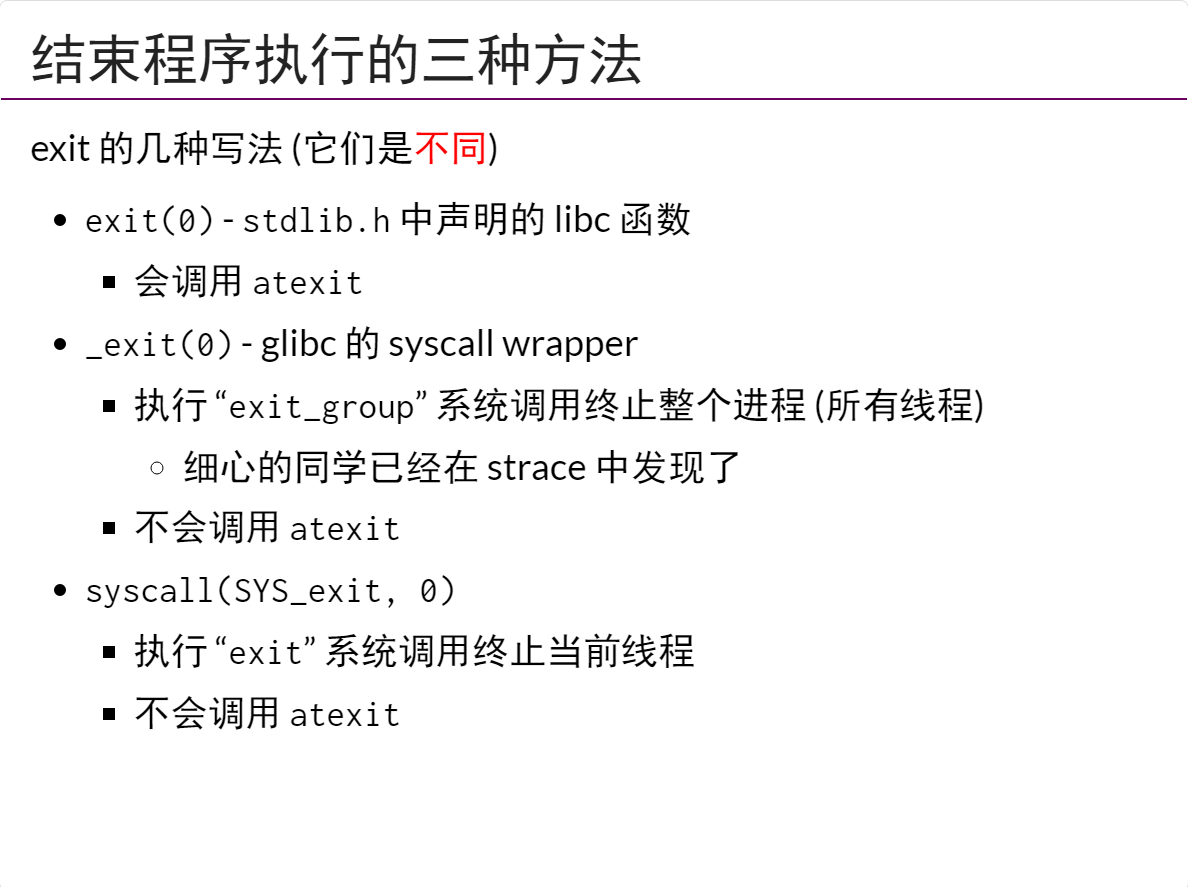 结束程序执行的三种方法
exit 的几种写法 (它们是不同)
• exit(0) - stdlib.h 中声明的 libc 函数
▪ 会调用 atexit
• _exit(0) - glibc 的 syscall wrapper
▪ 执行 “exit_group” 系统调用终止整个进程 (所有线程)
◦ 细心的同学已经在 strace 中发现了
▪ 不会调用 atexit
• syscall(SYS_exit, 0)
▪ 执行 “exit” 系统调用终止当前线程
▪ 不会调用 atexit